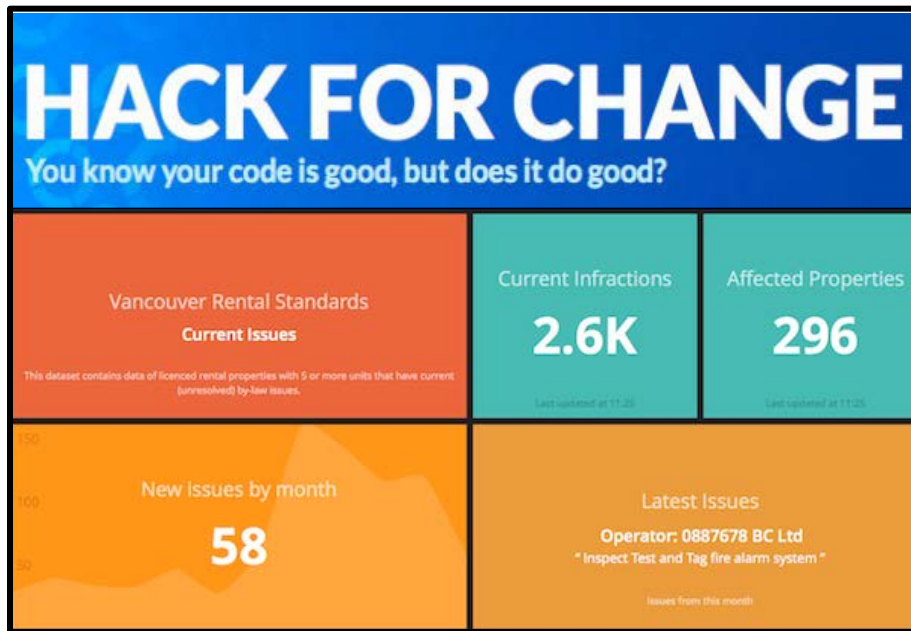 HACK FOR CHANGE
You know your code is good, but does it do good?
Vancouver Rental Standards
Current Issues
This dataset contains data of licenced rental properties with 5 or more units that have current
(unresolved) by-law issues.
Current Infractions
2.6K
Last updated at 11:25
Affected Properties
296
Last updated at 11:25
150
New issues by month
100
58
50
Latest Issues
Operator: 0887678 BC Ltd
" Inspect Test and Tag fire alarm system "
Issues from this month